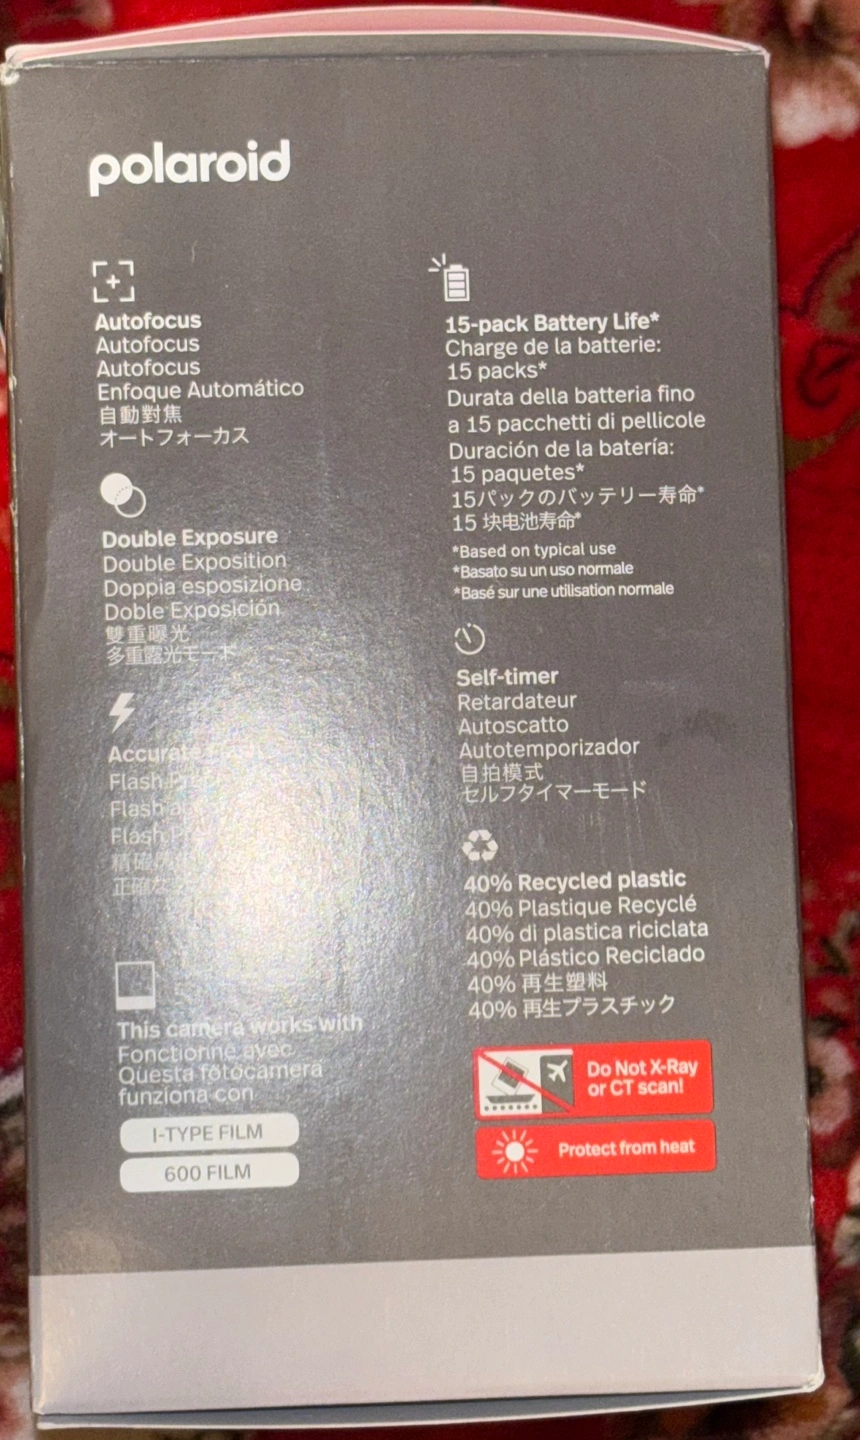 polaroid
Autofocus
Autofocus
Autofocus
Enfoque Automático
自動對焦
オートフォーカス
Double Exposure
Double Exposition
Doppia esposizione
Doble Exposición
雙重曝光
多重露光モード
Accurate
Flash
Flash
Flash
This camera works with
Fonctionne avec
Questa fotocamera
funziona con
I-TYPE FILM
600 FILM
15-pack Battery Life*
Charge de la batterie:
15 packs*
Durata della batteria fino
a 15 pacchetti di pellicole
Duración de la batería:
15 paquetes*
15パックのバッテリー寿命*
15 块电池寿命*
*Based on typical use
*Basato su un uso normale
*Basé sur une utilisation normale
Self-timer
Retardateur
Autoscatto
Autotemporizador
自拍模式
セルフタイマーモード
40% Recycled plastic
40% Plastique Recyclé
40% di plastica riciclata
40% Plástico Reciclado
40% 再生塑料
40% 再生プラスチック
Do Not X-Ray
or CT scan!
Protect from heat